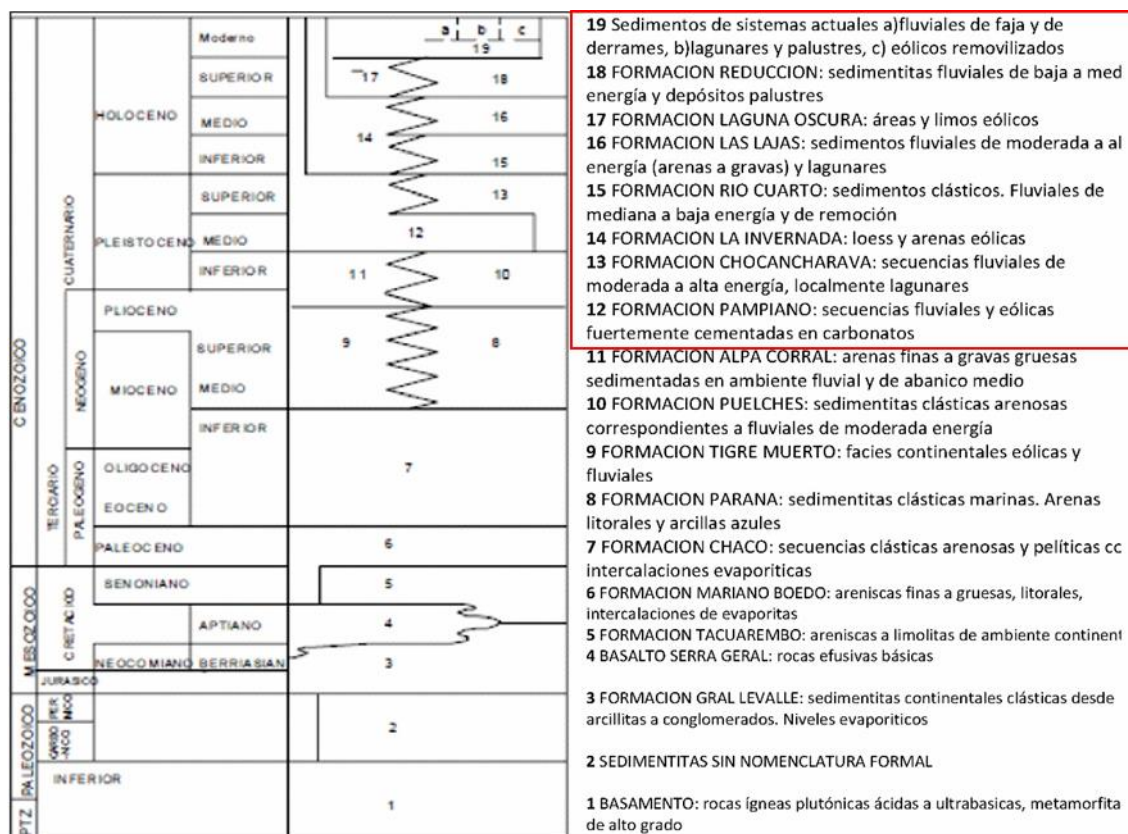 a b c
Moderno
19
SUPERIOR
17
18
HOLOCENO
MEDIO
16
14
INFERIOR
15
SUPERIOR
13
CUATERNARIO
PLEISTOCENO
MEDIO
12
INFERIOR
11
10
PLIOCENO
SUPERIOR
9
8
CENOZOICO
NEOGENO
MIOCENO
MEDIO
INFERIOR
TERCIARIO
PALEOGENO
OLIGOCENO
7
EOCENO
PALEOCENO
6
SENONIANO
5
MESOZOICO
CRETACICO
APTIANO
4
NEOCOMIANO
BERRIASIAN
3
JURASICO
PALEOZOICO
PER
MICO
2
CARBO
-NICO
INFERIOR
PTZ
1
19 Sedimentos de sistemas actuales a)fluviales de faja y de
derrames, b)lagunares y palustres, c) eólicos removilizados
18 FORMACION REDUCCION: sedimentitas fluviales de baja a med
energía y depósitos palustres
17 FORMACION LAGUNA OSCURA: áreas y limos eólicos
16 FORMACION LAS LAJAS: sedimentos fluviales de moderada a al
energía (arenas a gravas) y lagunares
15 FORMACION RIO CUARTO: sedimentos clásticos. Fluviales de
mediana a baja energía y de remoción
14 FORMACION LA INVERNADA: loess y arenas eólicas
13 FORMACION CHOCANCHARAVA: secuencias fluviales de
moderada a alta energía, localmente lagunares
12 FORMACION PAMPIANO: secuencias fluviales y eólicas
fuertemente cementadas en carbonatos
11 FORMACION ALPA CORRAL: arenas finas a gravas gruesas
sedimentadas en ambiente fluvial y de abanico medio
10 FORMACION PUELCHES: sedimentitas clásticas arenosas
correspondientes a fluviales de moderada energía
9 FORMACION TIGRE MUERTO: facies continentales eólicas y
fluviales
8 FORMACION PARANA: sedimentitas clásticas marinas. Arenas
litorales y arcillas azules
7 FORMACION CHACO: secuencias clásticas arenosas y pelíticas cc
intercalaciones evaporiticas
6 FORMACION MARIANO BOEDO: areniscas finas a gruesas, litorales,
intercalaciones de evaporitas
5 FORMACION TACUAREMBO: areniscas a limolitas de ambiente continent
4 BASALTO SERRA GERAL: rocas efusivas básicas
3 FORMACION GRAL LEVALLE: sedimentitas continentales clásticas desde
arcillitas a conglomerados. Niveles evaporiticos
2 SEDIMENTITAS SIN NOMENCLATURA FORMAL
1 BASAMENTO: rocas ígneas plutónicas ácidas a ultrabasicas, metamorfita
de alto grado